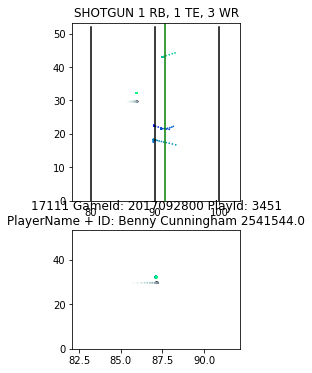 SHOTGUN 1 RB, 1 TE, 3 WR
50
40
30
20
10
0
80 90 100
17111 GameId: 2017092800 PlayId: 3451
PlayerName + ID: Benny Cunningham 2541544.0
40
20
0
82.5 85.0 87.5 90.0